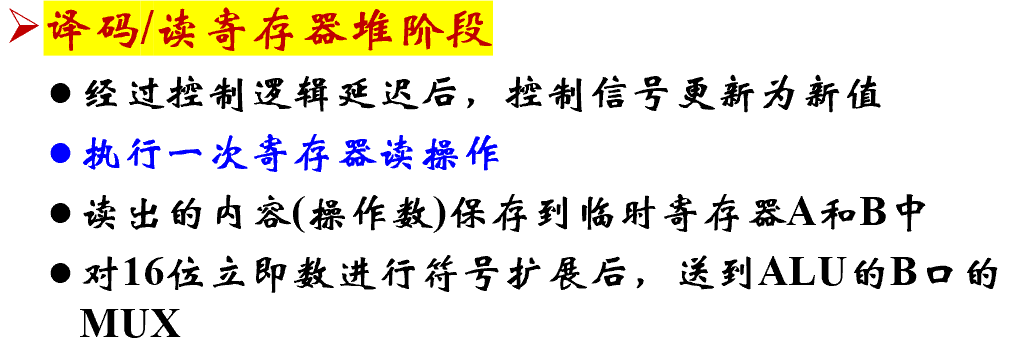 译码/读寄存器堆阶段
经过控制逻辑延迟后，控制信号更新为新值
执行一次寄存器读操作
读出的内容(操作数)保存到临时寄存器A和B中
对16位立即数进行符号扩展后，送到ALU的B口的
MUX